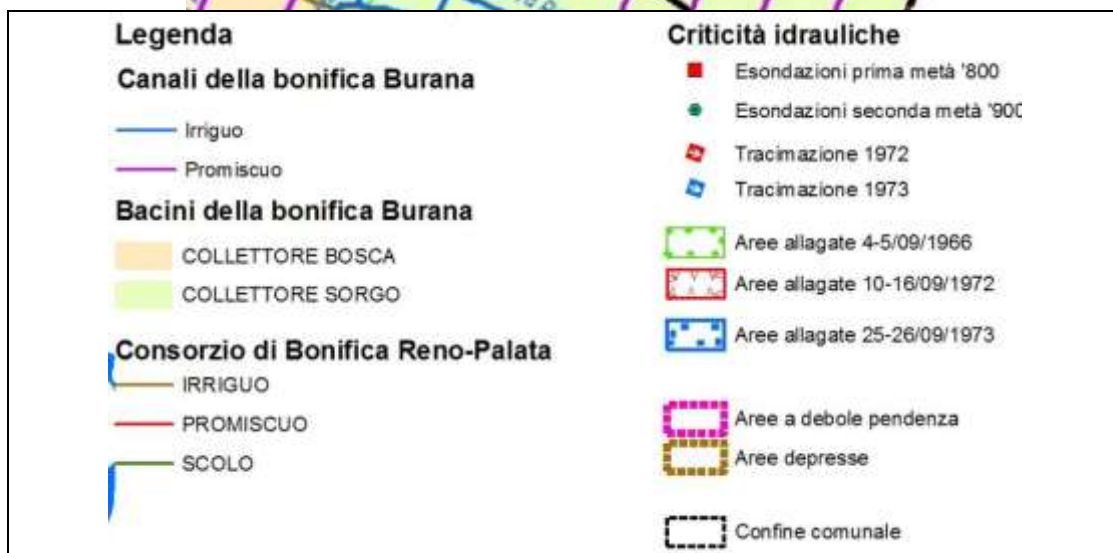 Legenda
Canali della bonifica Burana
Irriguo
Promiscuo
Bacini della bonifica Burana
COLLETTORE BOSCA
COLLETTORE SORGO
Consorzio di Bonifica Reno-Palata
IRRIGUO
PROMISCUO
SCOLO
Criticità idrauliche
Esondazioni prima metà '800
Esondazioni seconda metà '900
Tracimazione 1972
Tracimazione 1973
Aree allagate 4-5/09/1966
Aree allagate 10-16/09/1972
Aree allagate 25-26/09/1973
Aree a debole pendenza
Aree depresse
Confine comunale